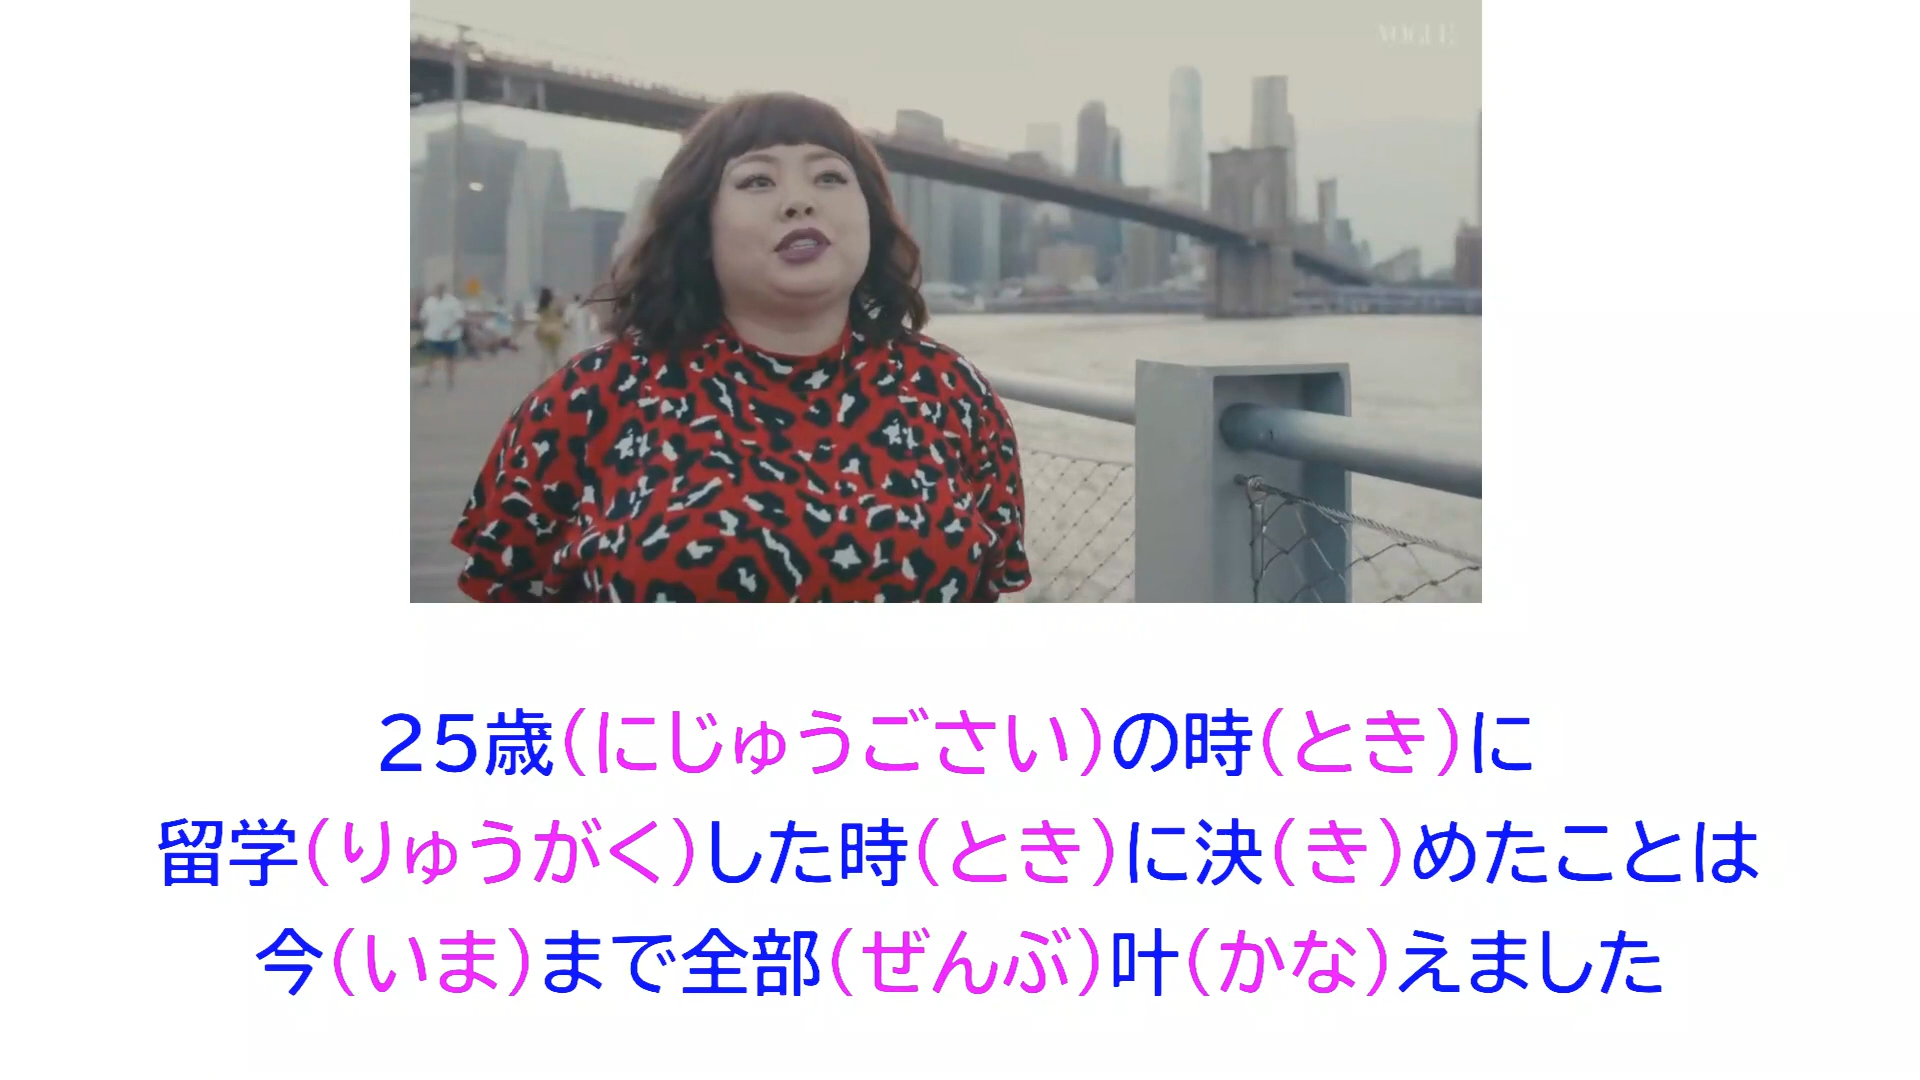 VOGUE
25歳(にじゅうごさい)の時(とき)に
留学(りゅうがく)した時(とき)に決(き)めたことは
今(いま)まで全部(ぜんぶ)叶(かな)えました